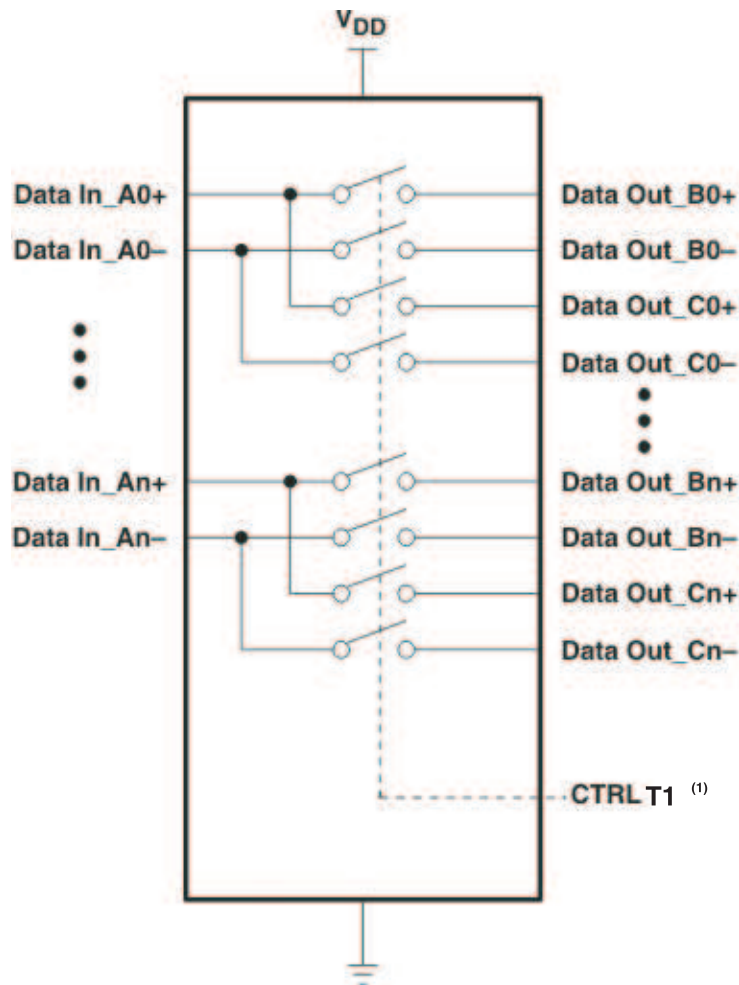 VDD
Data In_A0+
Data Out_B0+
Data In_A0–
Data Out_B0–
Data Out_C0+
Data Out_C0–
Data In_An+
Data Out_Bn+
Data In_An–
Data Out_Bn–
Data Out_Cn+
Data Out_Cn–
CTRL T1 (1)